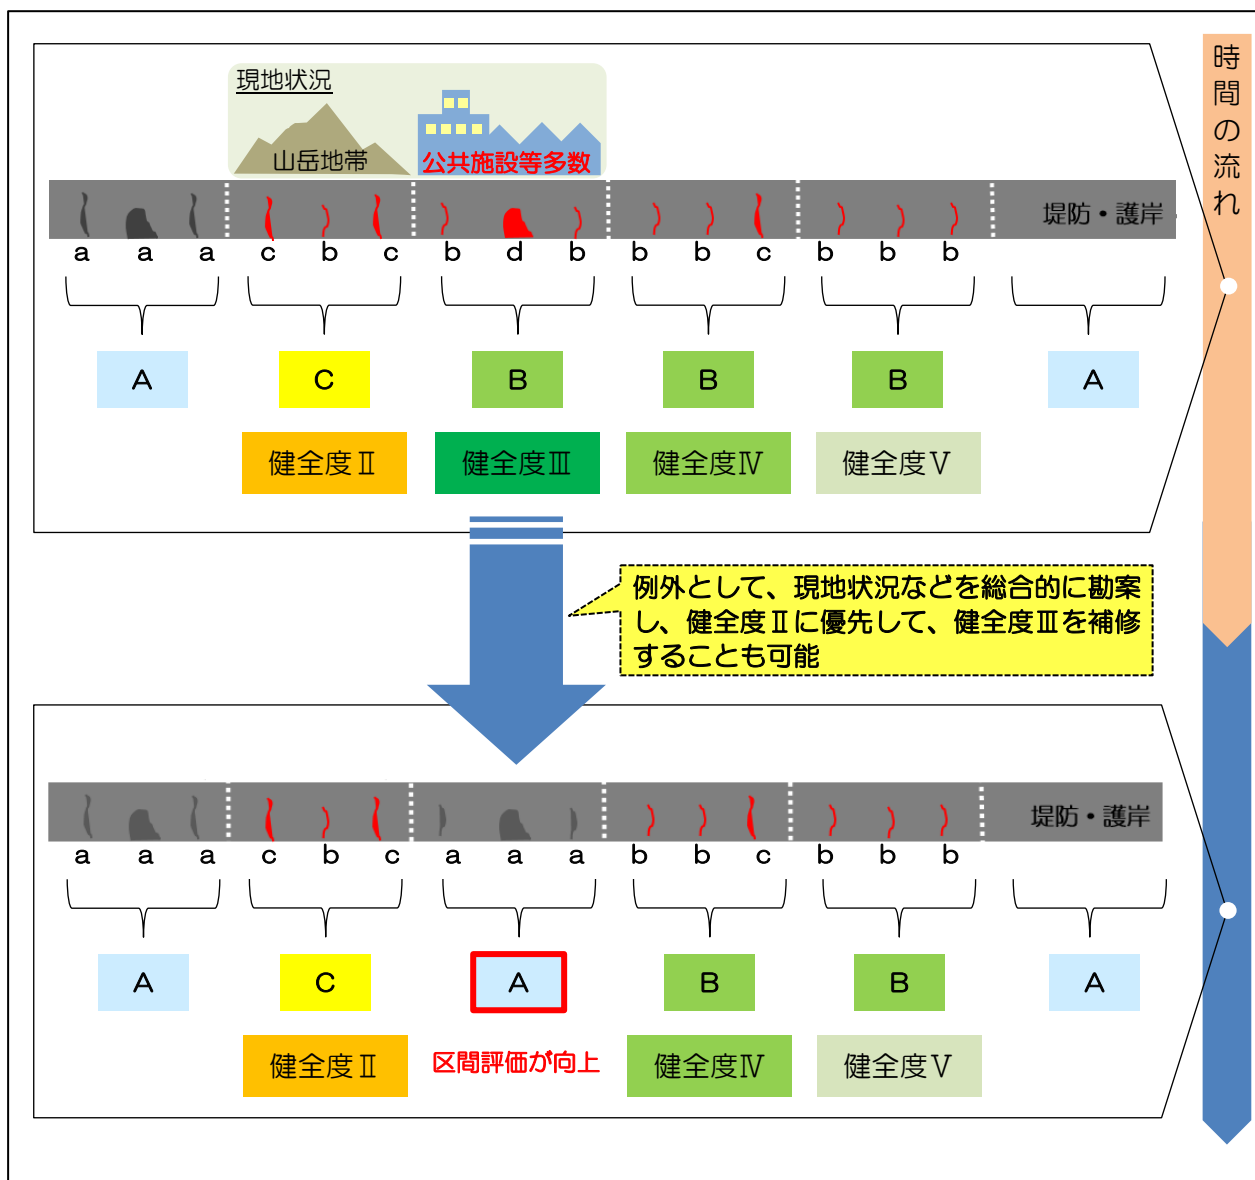 現地状況
山岳地帯
公共施設等多数
時間の流れ
堤防・護岸
a a a c b c b d b b b c b b b
A C B B B A
健全度Ⅱ 健全度Ⅲ 健全度Ⅳ 健全度Ⅴ
例外として、現地状況などを総合的に勘案
し、健全度Ⅱに優先して、健全度Ⅲを補修
することも可能
堤防・護岸
a a a c b c a a a b b c b b b
A C A B B A
健全度Ⅱ 区間評価が向上 健全度Ⅳ 健全度Ⅴ